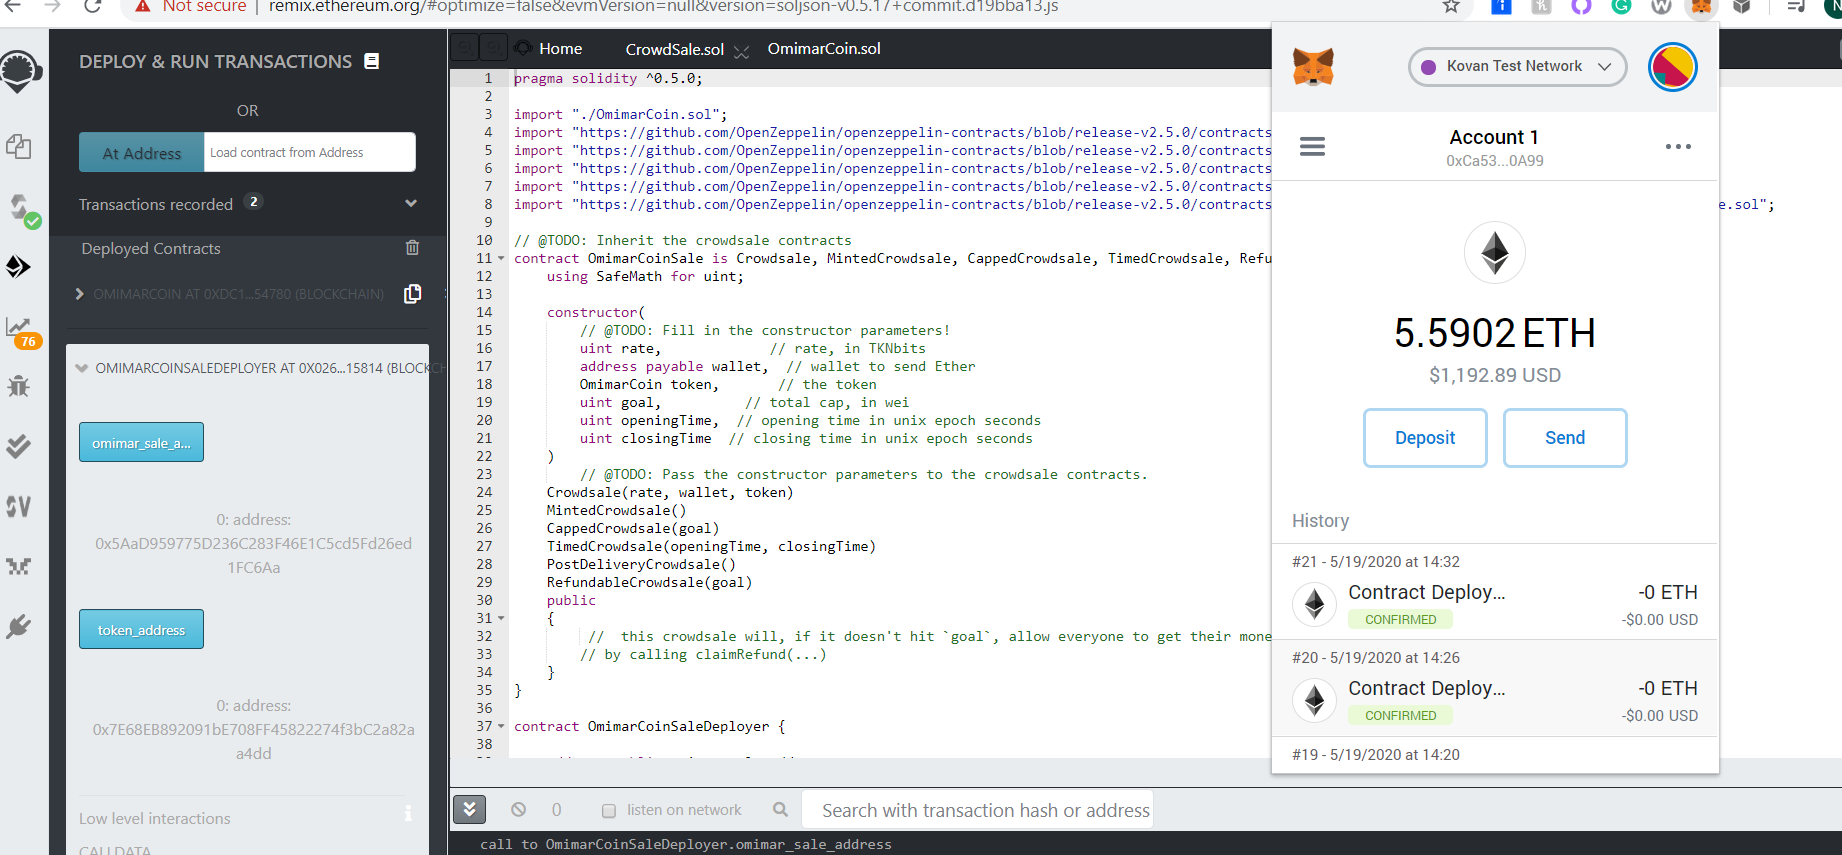 Not secure | remix.ethereum.org/#optimize=false&evmVersion=null&version=soljson-v0.5.17+commit.d19bba13.js
DEPLOY & RUN TRANSACTIONS
OR
At Address
Load contract from Address
Transactions recorded 2
Deployed Contracts
OMIMARCOIN AT 0XDC1...54780 (BLOCKCHAIN)
76
OMIMARCOINSALEDEPLOYER AT 0X026...15814 (BLOCKCH
omimar_sale_a...
0: address:
0x5AaD959775D236C283F46E1C5cd5Fd26ed
1FC6Aa
token_address
0: address:
0x7E68EB892091bE708FF45822274f3bC2a82a
a4dd
Low level interactions
CALLDATA
Home
CrowdSale.sol
OmimarCoin.sol
1 pragma solidity ^0.5.0;
2
3 import "./OmimarCoin.sol";
4 import "https://github.com/OpenZeppelin/openzeppelin-contracts/blob/release-v2.5.0/contracts
5 import "https://github.com/OpenZeppelin/openzeppelin-contracts/blob/release-v2.5.0/contracts
6 import "https://github.com/OpenZeppelin/openzeppelin-contracts/blob/release-v2.5.0/contracts
7 import "https://github.com/OpenZeppelin/openzeppelin-contracts/blob/release-v2.5.0/contracts
8 import "https://github.com/OpenZeppelin/openzeppelin-contracts/blob/release-v2.5.0/contracts e.sol";
9
10 // @TODO: Inherit the crowdsale contracts
11 contract OmimarCoinSale is Crowdsale, MintedCrowdsale, CappedCrowdsale, TimedCrowdsale, Refu
12 using SafeMath for uint;
13
14 constructor(
15 // @TODO: Fill in the constructor parameters!
16 uint rate, // rate, in TKNbits
17 address payable wallet, // wallet to send Ether
18 OmimarCoin token, // the token
19 uint goal, // total cap, in wei
20 uint openingTime, // opening time in unix epoch seconds
21 uint closingTime // closing time in unix epoch seconds
22 )
23 // @TODO: Pass the constructor parameters to the crowdsale contracts.
24 Crowdsale(rate, wallet, token)
25 MintedCrowdsale()
26 CappedCrowdsale(goal)
27 TimedCrowdsale(openingTime, closingTime)
28 PostDeliveryCrowdsale()
29 RefundableCrowdsale(goal)
30 public
31 {
32 // this crowdsale will, if it doesn't hit `goal`, allow everyone to get their mone
33 // by calling claimRefund(...)
34 }
35 }
36
37 contract OmimarCoinSaleDeployer {
38
0
listen on network
Search with transaction hash or address
call to OmimarCoinSaleDeployer.omimar_sale_address
Kovan Test Network
Account 1
0xCa53...0A99
5.5902 ETH
$1,192.89 USD
Deposit
Send
History
#21 - 5/19/2020 at 14:32
Contract Deploy... -0 ETH
CONFIRMED -$0.00 USD
#20 - 5/19/2020 at 14:26
Contract Deploy... -0 ETH
CONFIRMED -$0.00 USD
#19 - 5/19/2020 at 14:20